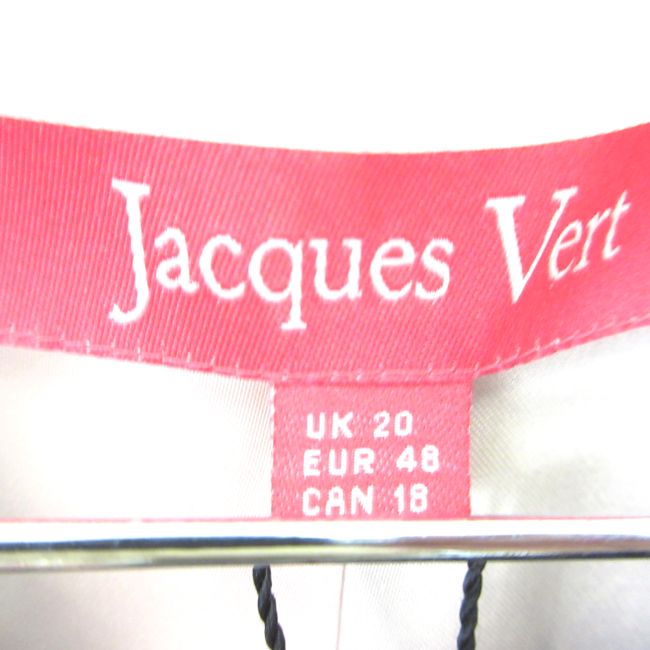 Jacques Vert
UK 20
EUR 48
CAN 18